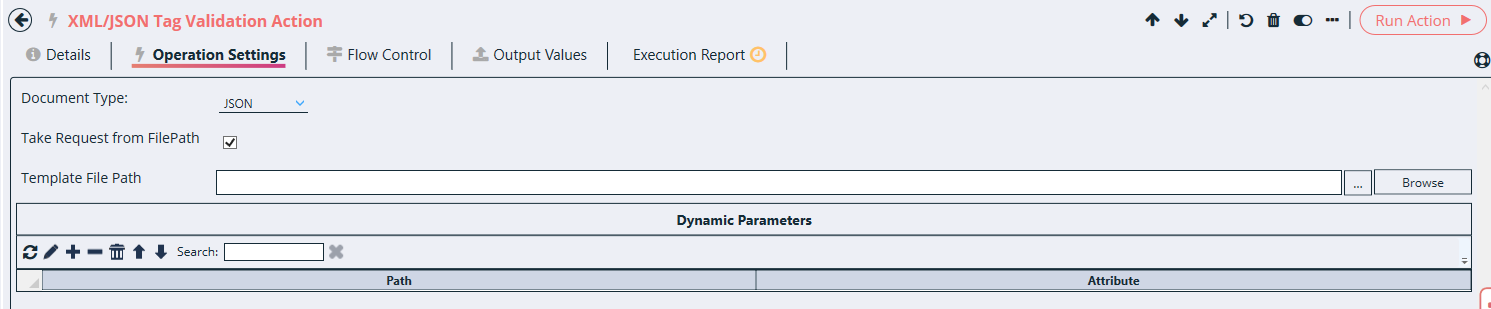 XML/JSON Tag Validation Action
Run Action
Details
Operation Settings
Flow Control
Output Values
Execution Report
Document Type:
JSON
Take Request from FilePath
Template File Path
...
Browse
Dynamic Parameters
Search:
Path
Attribute